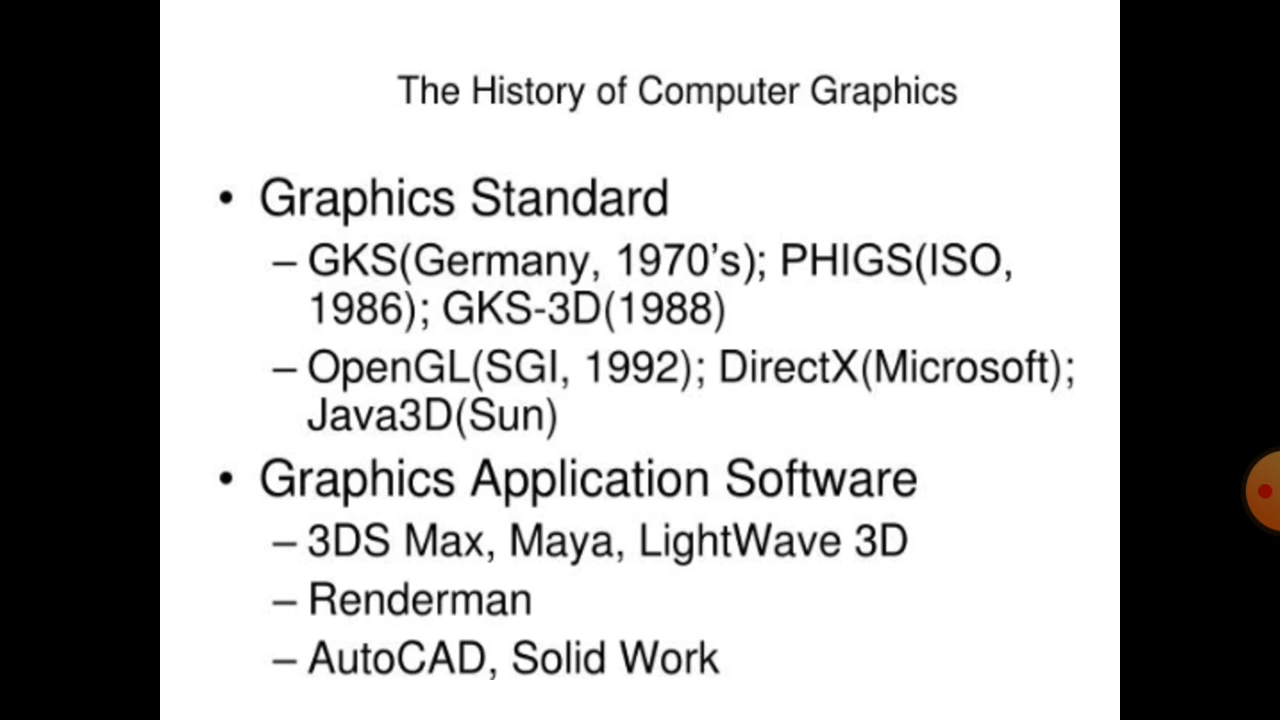 The History of Computer Graphics
• Graphics Standard
– GKS(Germany, 1970’s); PHIGS(ISO,
1986); GKS-3D(1988)
– OpenGL(SGI, 1992); DirectX(Microsoft);
Java3D(Sun)
• Graphics Application Software
– 3DS Max, Maya, LightWave 3D
– Renderman
– AutoCAD, Solid Work